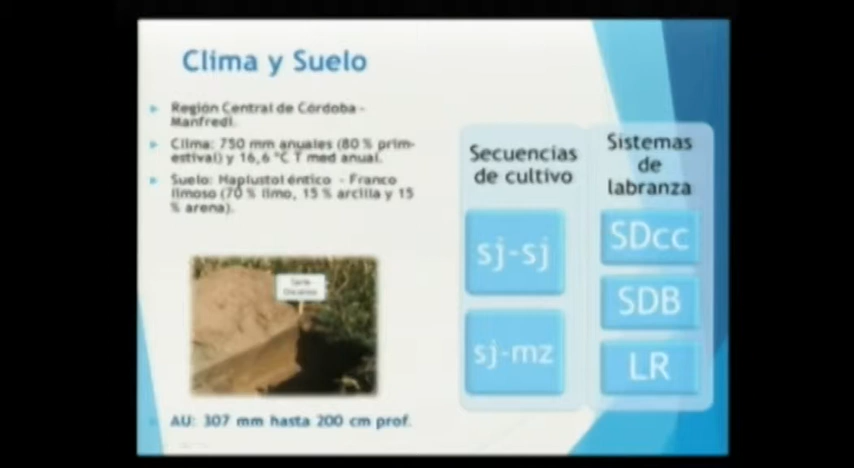 Clima y Suelo
Región Central de Córdoba -
Manfredi.
Clima: 750 mm anuales (80 % prim-
estival) y 16,6 °C T med anual.
Suelo: Haplustol éntico - Franco
limoso (70 % limo, 15 % arcilla y 15
% arena).
Serie
Oncativo
AU: 307 mm hasta 200 cm prof.
Secuencias
de cultivo
sj-sj
sj-mz
Sistemas
de
labranza
SDcc
SDB
LR